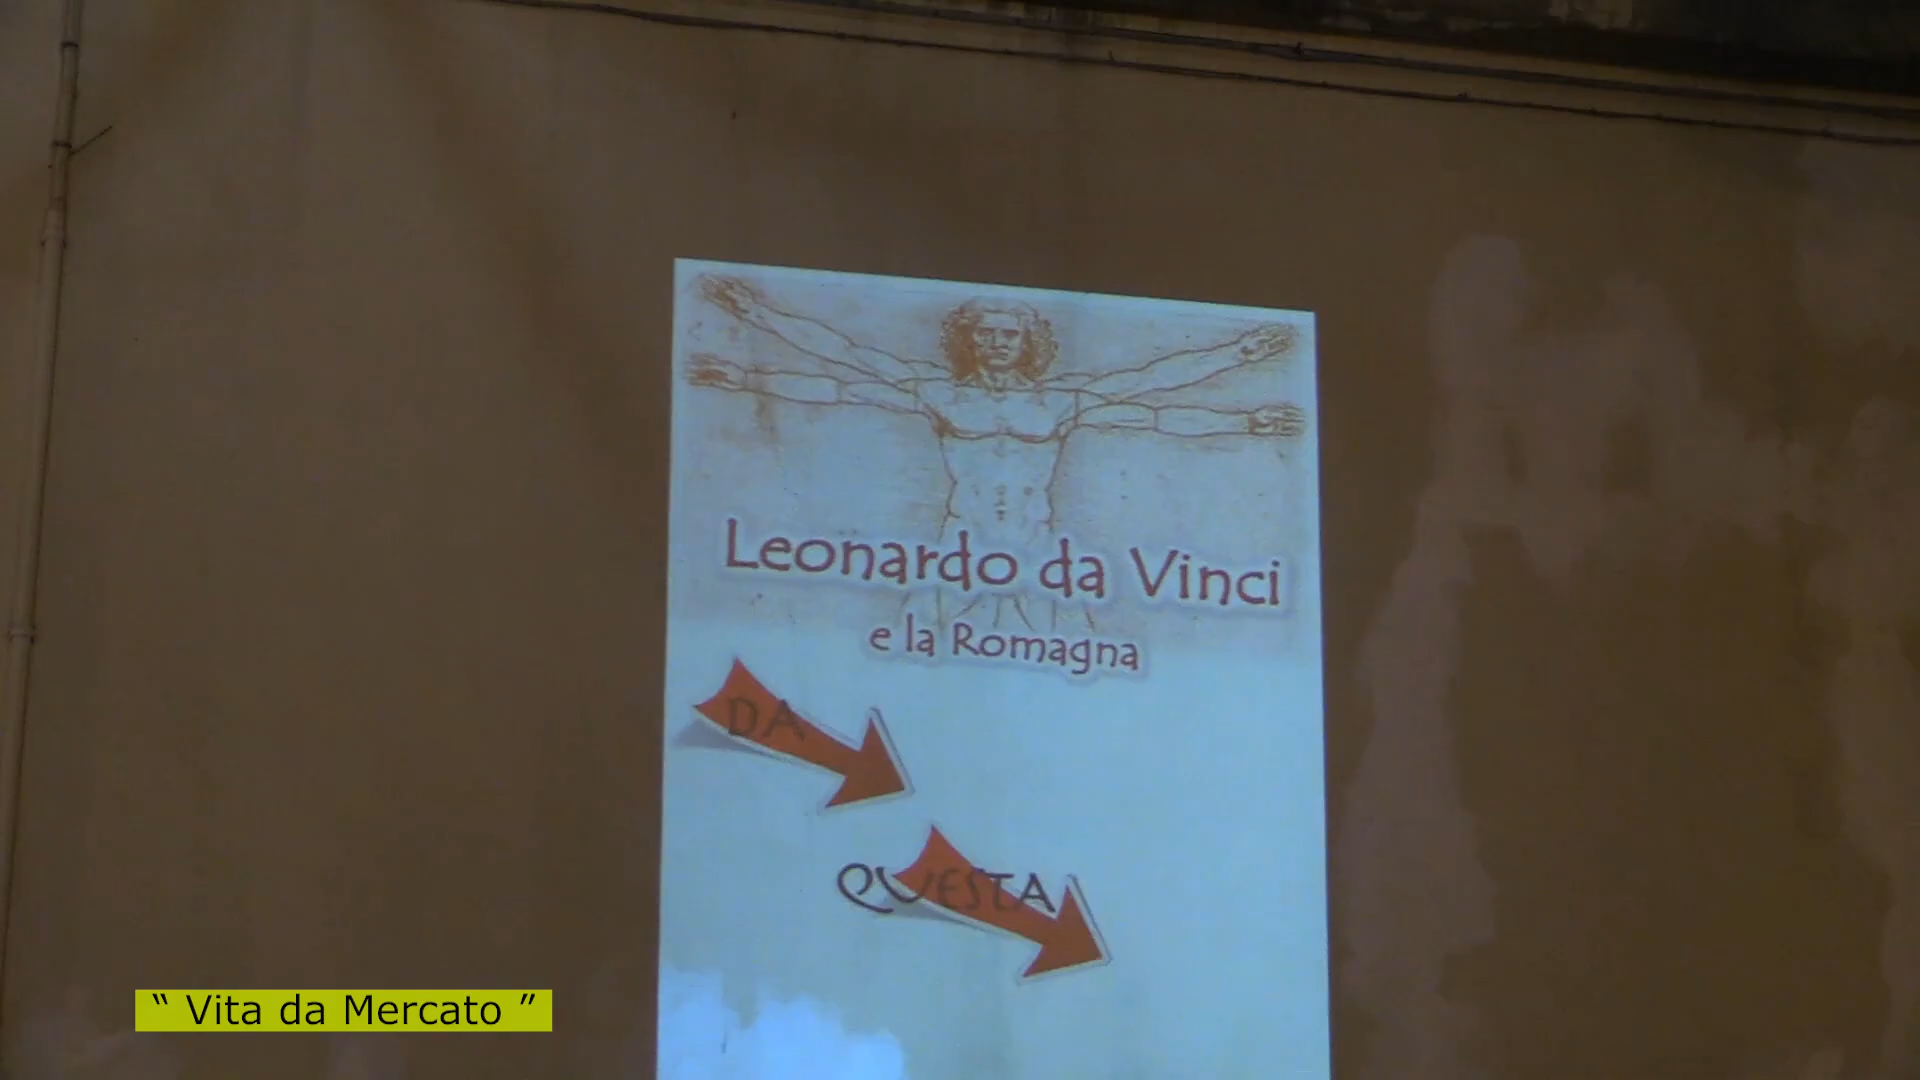 Leonardo da Vinci
e la Romagna
DA
QUESTA
“ Vita da Mercato ”